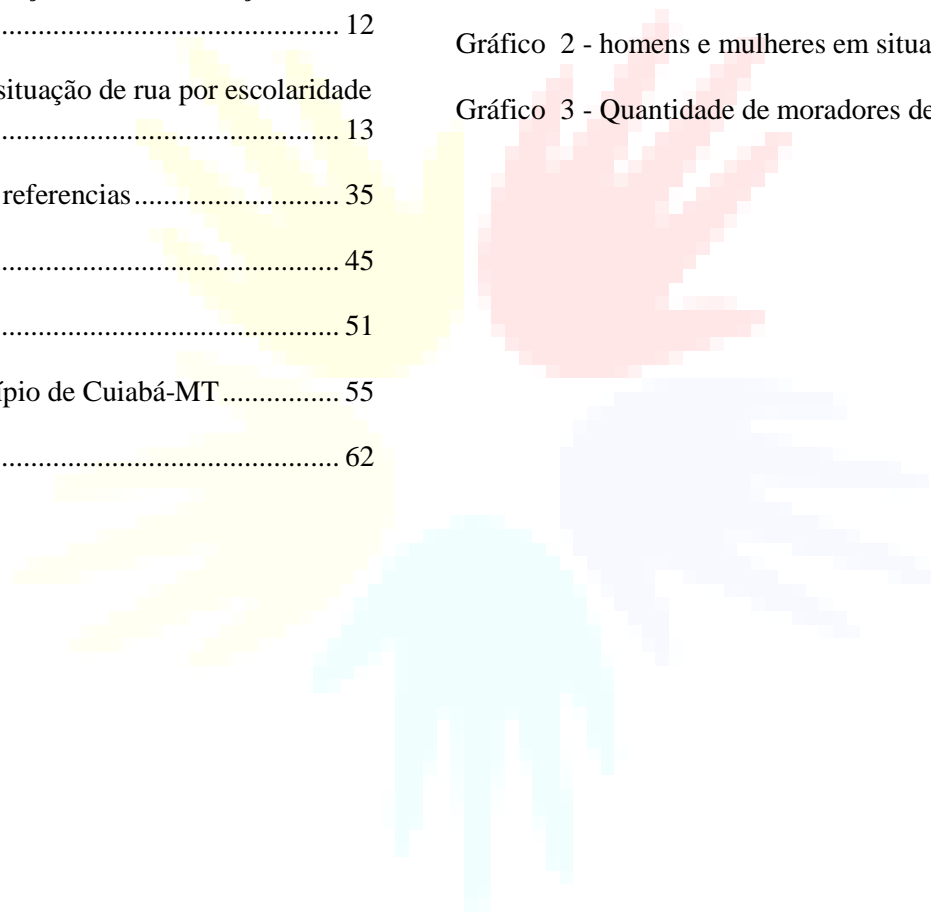 12
situação de rua por escolaridade
13
referencias 35
45
51
ípio de Cuiabá-MT 55
62
Gráfico 2 - homens e mulheres em situa
Gráfico 3 - Quantidade de moradores de